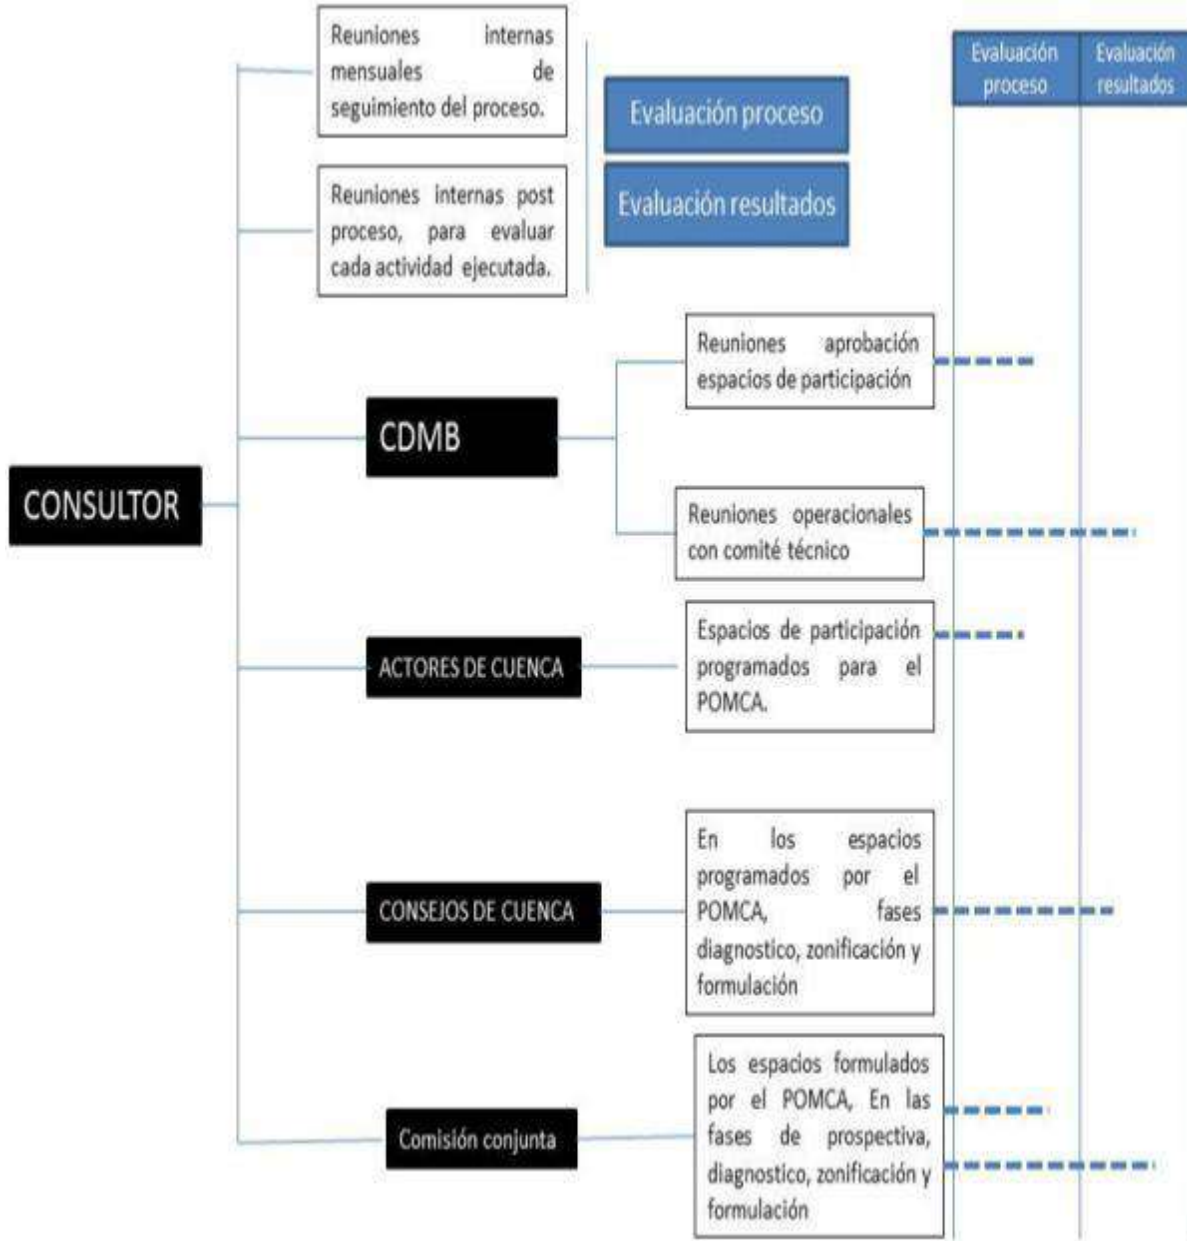 Reuniones internas
mensuales de
seguimiento del proceso.
Evaluación
proceso
Evaluación
resultados
Evaluación proceso
Evaluación resultados
Reuniones internas post
proceso, para evaluar
cada actividad ejecutada.
Reuniones aprobación
espacios de participación
CDMB
CONSULTOR
Reuniones operacionales
con comité técnico
ACTORES DE CUENCA
Espacios de participación
programados para el
POMCA.
CONSEJOS DE CUENCA
En los espacios
programados por el
POMCA, fases
diagnostico, zonificación y
formulación
Comisión conjunta
Los espacios formulados
por el POMCA, En las
fases de prospectiva,
diagnostico, zonificación y
formulación